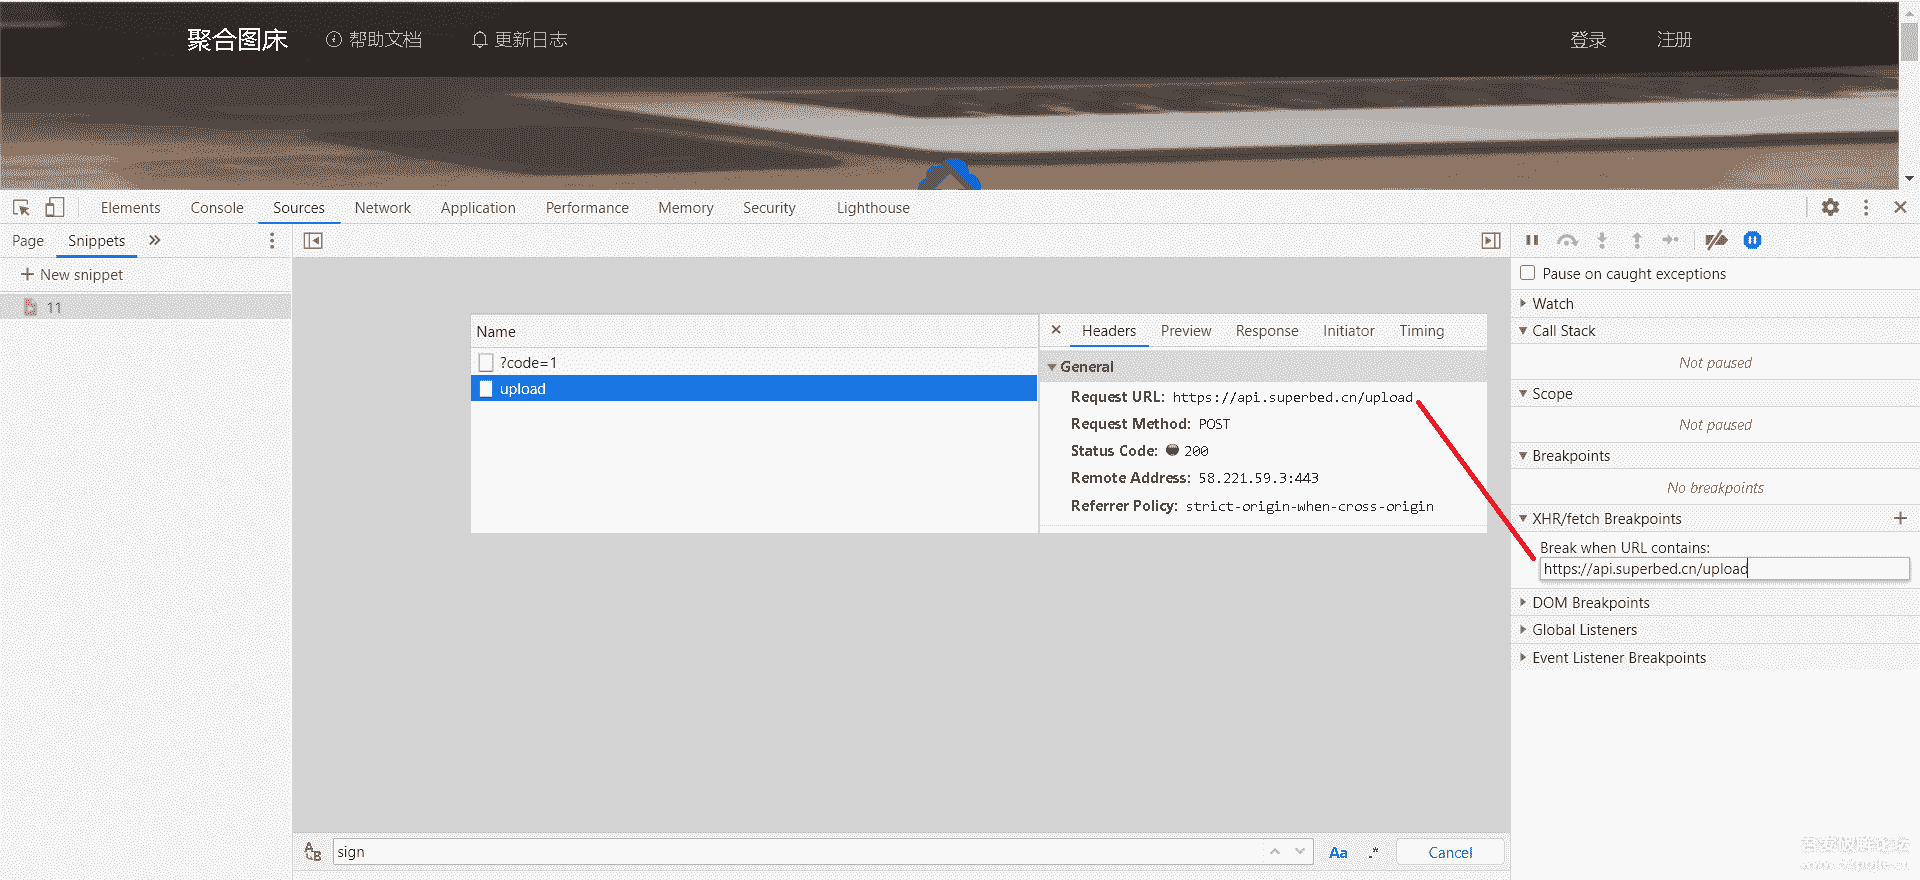 聚合图床 帮助文档 更新日志 登录 注册
Elements Console Sources Network Application Performance Memory Security Lighthouse
Page Snippets
New snippet
11
Name
?code=1
upload
Headers Preview Response Initiator Timing
General
Request URL: https://api.superbed.cn/upload
Request Method: POST
Status Code: 200
Remote Address: 58.221.59.3:443
Referrer Policy: strict-origin-when-cross-origin
Pause on caught exceptions
Watch
Call Stack
Not paused
Scope
Not paused
Breakpoints
No breakpoints
XHR/fetch Breakpoints
Break when URL contains:
https://api.superbed.cn/upload
DOM Breakpoints
Global Listeners
Event Listener Breakpoints
sign Aa .* Cancel